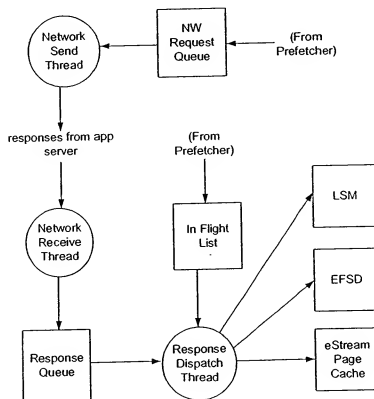 Network
Send
Thread
NW
Request
Queue
(From
Prefetcher)
responses from app
server
(From
Prefetcher)
Network
Receive
Thread
In Flight
List
LSM
EFSD
Response
Queue
Response
Dispatch
Thread
eStream
Page
Cache